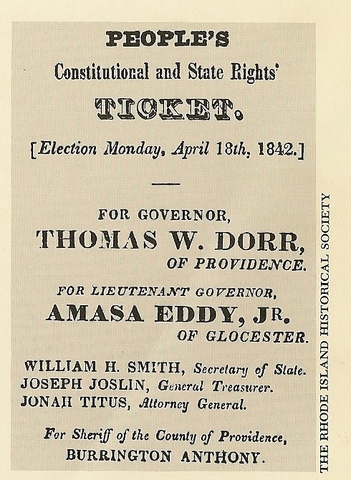 PEOPLE'S
Constitutional and State Rights'
TICKET.
[Election Monday, April 18th, 1842.]
FOR GOVERNOR,
THOMAS W. DORR,
OF PROVIDENCE.
FOR LIEUTENANT GOVERNOR,
AMASA EDDY, JR.
OF GLOCESTER.
WILLIAM H. SMITH, Secretary of State.
JOSEPH JOSLIN, General Treasurer.
JONAH TITUS, Attorney General.
For Sheriff of the County of Providence,
BURRINGTON ANTHONY.
THE RHODE ISLAND HISTORICAL SOCIETY